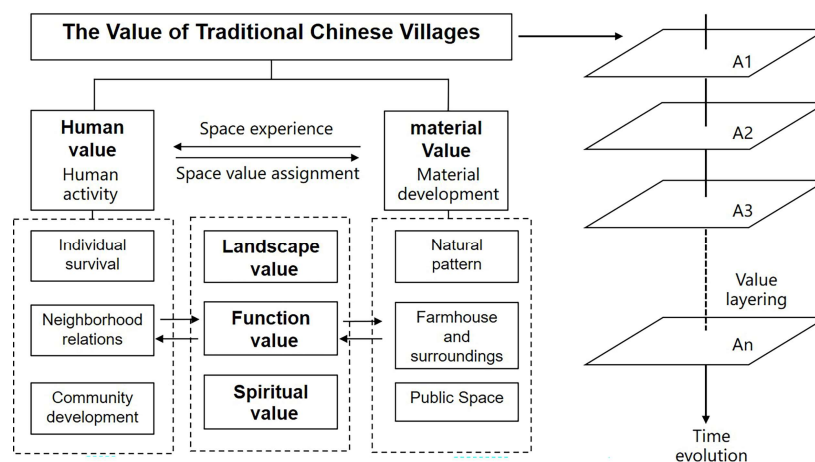 The Value of Traditional Chinese Villages
Human
value
Human
activity
Space experience
Space value assignment
material
Value
Material
development
Individual
survival
Neighborhood
relations
Community
development
Landscape
value
Function
value
Spiritual
value
Natural
pattern
Farmhouse
and
surroundings
Public Space
A1
A2
A3
Value
layering
An
Time
evolution